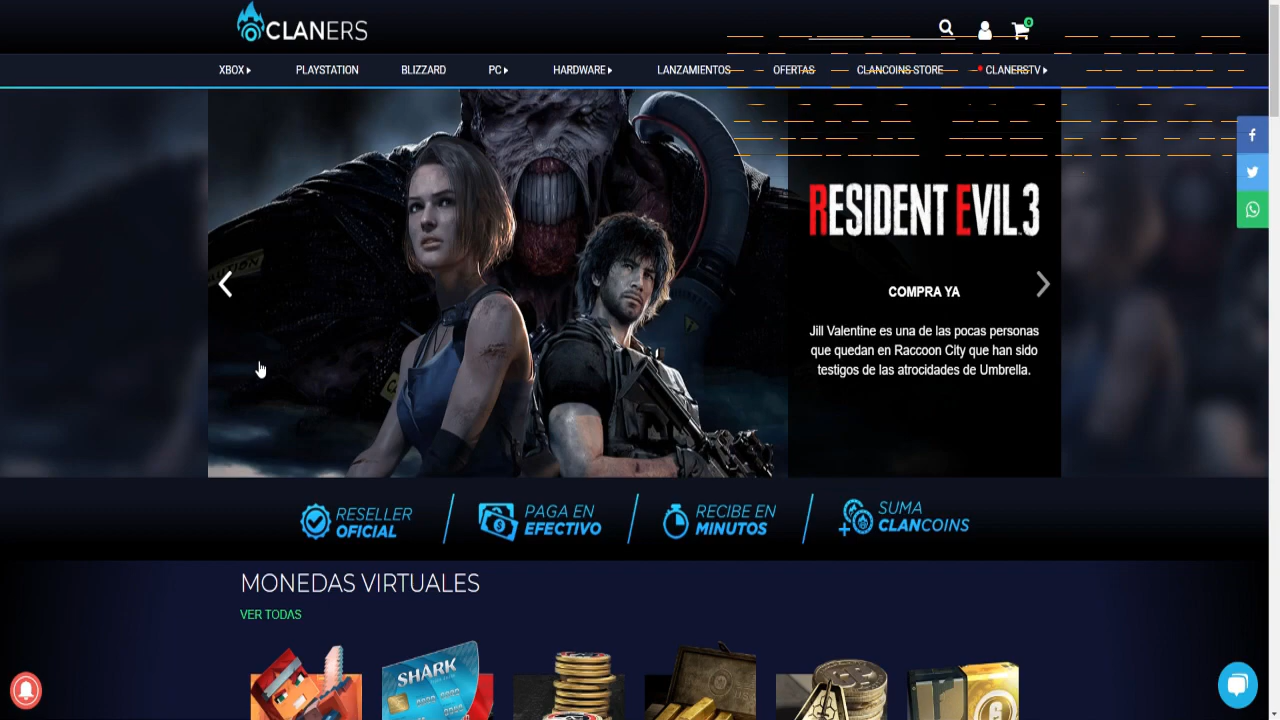 CLANERS
0
XBOX
PLAYSTATION
BLIZZARD
PC
HARDWARE
LANZAMIENTOS
OFERTAS
CLANCOINS STORE
CLANERSTV
RESIDENT EVIL 3
COMPRA YA
Jill Valentine es una de las pocas personas
que quedan en Raccoon City que han sido
testigos de las atrocidades de Umbrella.
RESELLER
OFICIAL
PAGA EN
EFECTIVO
RECIBE EN
MINUTOS
SUMA
CLANCOINS
MONEDAS VIRTUALES
VER TODAS
SHARK